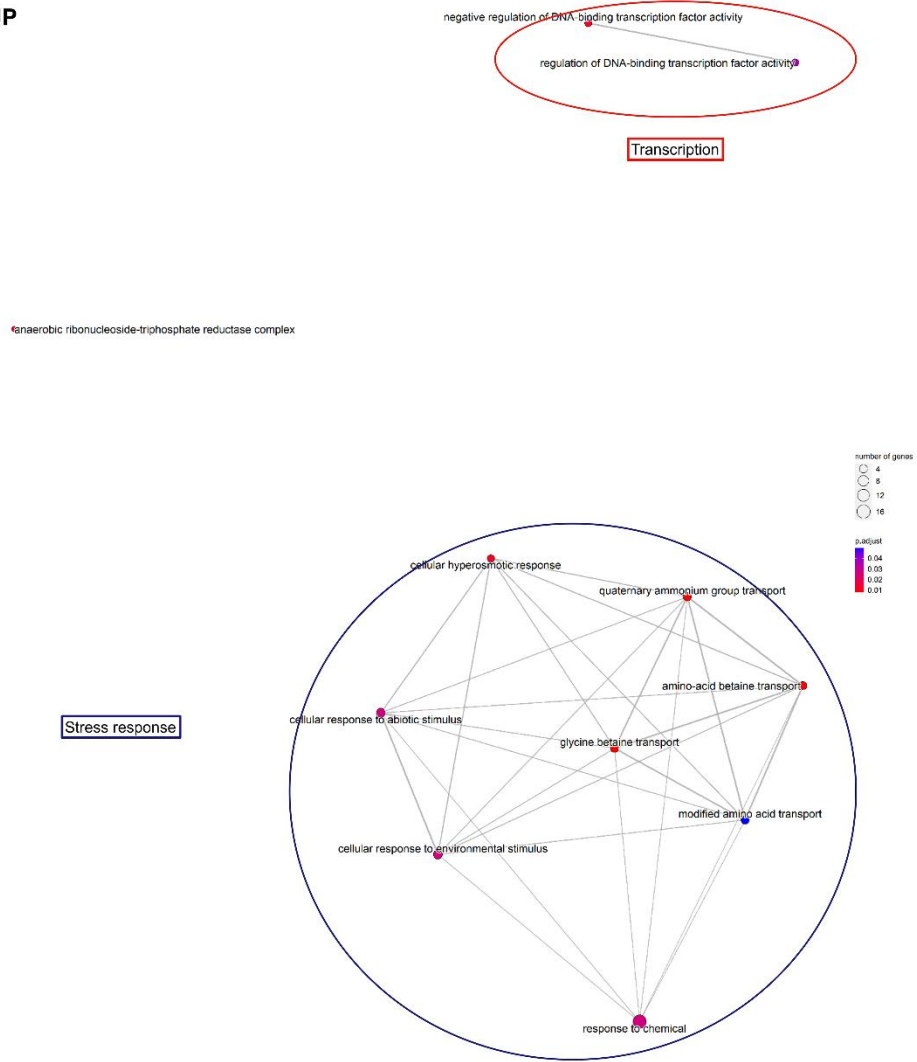 IP
negative regulation of DNA-binding transcription factor activity
regulation of DNA-binding transcription factor activity
Transcription
anaerobic ribonucleoside-triphosphate reductase complex
number of genes
4
8
12
16
p.adjust
0.04
0.03
0.02
0.01
cellular hyperosmotic response
quaternary ammonium group transport
amino-acid betaine transport
cellular response to abiotic stimulus
Stress response
glycine betaine transport
modified amino acid transport
cellular response to environmental stimulus
response to chemical